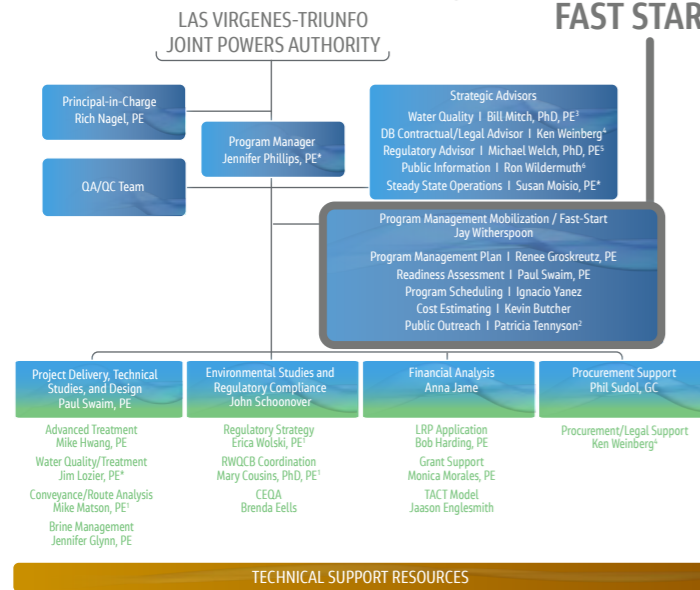 LAS VIRGENES-TRIUNFO
JOINT POWERS AUTHORITY
FAST STAR
Principal-in-Charge
Rich Nagel, PE
Program Manager
Jennifer Phillips, PE*
QA/QC Team
Strategic Advisors
Water Quality | Bill Mitch, PhD, PE³
DB Contractual/Legal Advisor | Ken Weinberg⁴
Regulatory Advisor | Michael Welch, PhD, PE⁵
Public Information | Ron Wildermuth⁶
Steady State Operations | Susan Moisio, PE*
Program Management Mobilization / Fast-Start
Jay Witherspoon
Program Management Plan | Renee Groskreutz, PE
Readiness Assessment | Paul Swaim, PE
Program Scheduling | Ignacio Yanez
Cost Estimating | Kevin Butcher
Public Outreach | Patricia Tennyson²
Project Delivery, Technical
Studies, and Design
Paul Swaim, PE
Advanced Treatment
Mike Hwang, PE
Water Quality/Treatment
Jim Lozier, PE*
Conveyance/Route Analysis
Mike Matson, PE¹
Brine Management
Jennifer Glynn, PE
Environmental Studies and
Regulatory Compliance
John Schoonover
Regulatory Strategy
Erica Wolski, PE¹
RWQCB Coordination
Mary Cousins, PhD, PE¹
CEQA
Brenda Eells
Financial Analysis
Anna Jame
LRP Application
Bob Harding, PE
Grant Support
Monica Morales, PE
TACT Model
Jaason Englesmith
Procurement Support
Phil Sudol, GC
Procurement/Legal Support
Ken Weinberg⁴
TECHNICAL SUPPORT RESOURCES